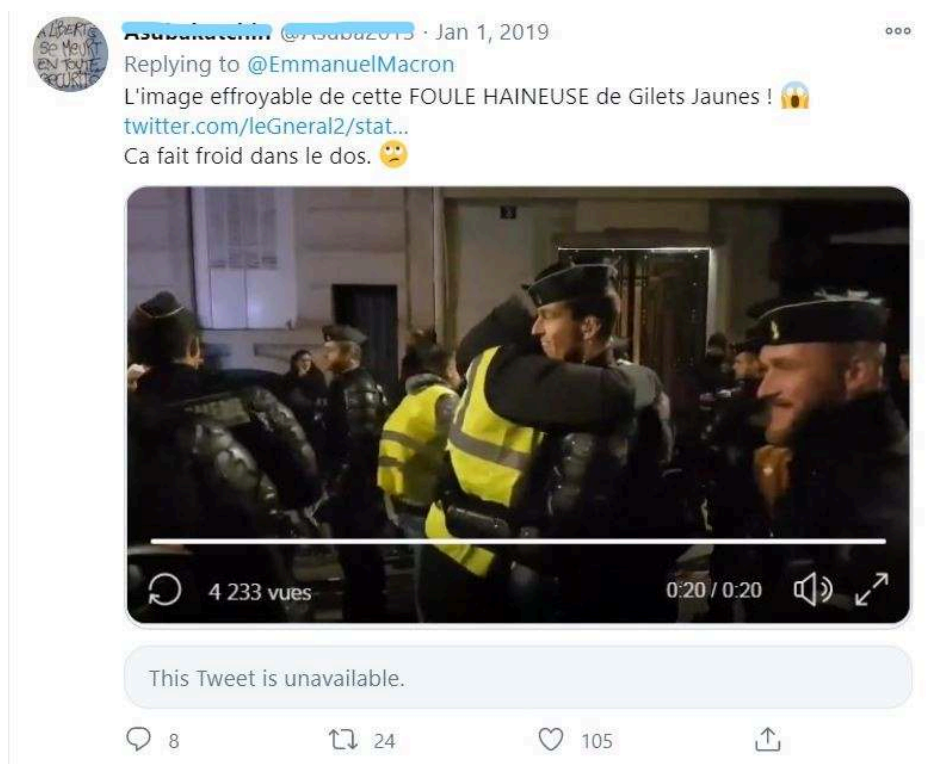 · Jan 1, 2019
Replying to @EmmanuelMacron
L'image effroyable de cette FOULE HAINEUSE de Gilets Jaunes ! 😱
twitter.com/leGneral2/stat...
Ca fait froid dans le dos. 🙄
4 233 vues
0:20 / 0:20
This Tweet is unavailable.
8
24
105